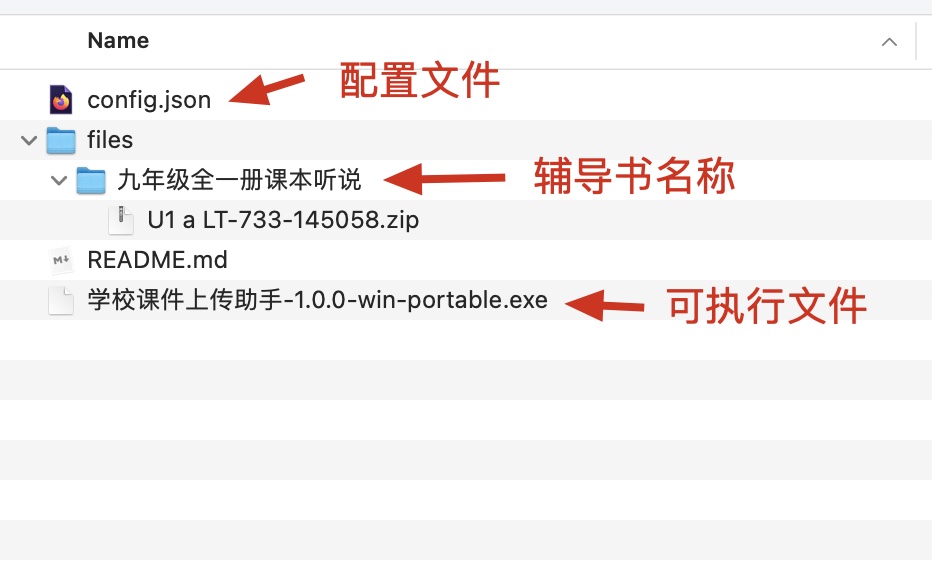 Name
config.json
配置文件
files
九年级全一册课本听说
辅导书名称
U1 a LT-733-145058.zip
M↓
README.md
学校课件上传助手-1.0.0-win-portable.exe
可执行文件